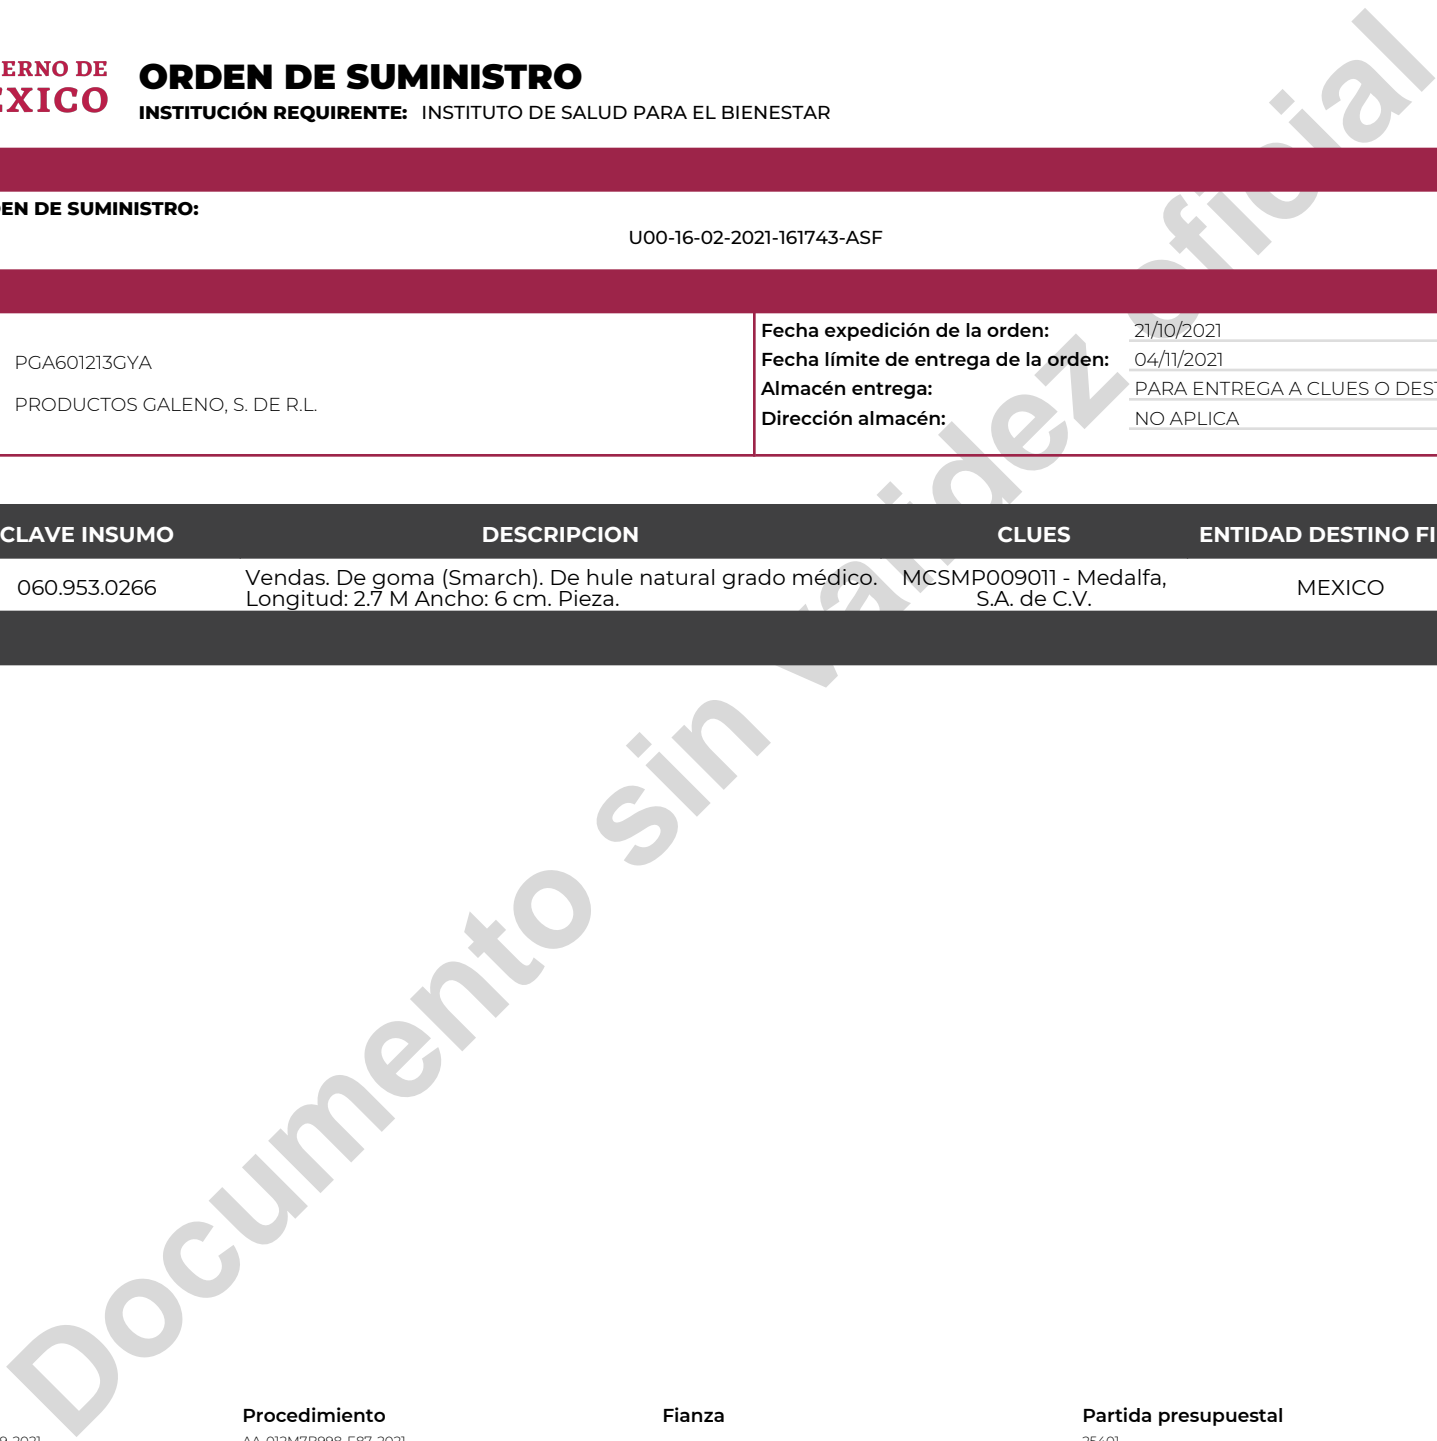 ERNO DE
EXICO
ORDEN DE SUMINISTRO
INSTITUCIÓN REQUIRENTE: INSTITUTO DE SALUD PARA EL BIENESTAR
EN DE SUMINISTRO:
U00-16-02-2021-161743-ASF
PGA601213GYA
PRODUCTOS GALENO, S. DE R.L.
Fecha expedición de la orden: 21/10/2021
Fecha límite de entrega de la orden: 04/11/2021
Almacén entrega: PARA ENTREGA A CLUES O DEST
Dirección almacén: NO APLICA
CLAVE INSUMO DESCRIPCION CLUES ENTIDAD DESTINO FI
060.953.0266 Vendas. De goma (Smarch). De hule natural grado médico. MCSMP009011 - Medalfa,
Longitud: 2.7 M Ancho: 6 cm. Pieza. S.A. de C.V. MEXICO
Documento sin validez oficial
Procedimiento Fianza Partida presupuestal